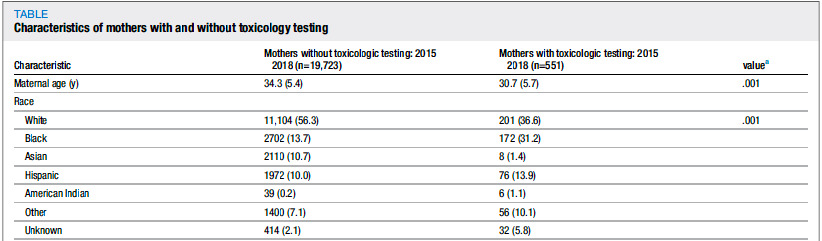 TABLE
Characteristics of mothers with and without toxicology testing
Mothers without toxicologic testing: 2015 Mothers with toxicologic testing: 2015
Characteristic 2018 (n=19,723) 2018 (n=551) valueª
Maternal age (y) 34.3 (5.4) 30.7 (5.7) .001
Race
White 11,104 (56.3) 201 (36.6) .001
Black 2702 (13.7) 172 (31.2)
Asian 2110 (10.7) 8 (1.4)
Hispanic 1972 (10.0) 76 (13.9)
American Indian 39 (0.2) 6 (1.1)
Other 1400 (7.1) 56 (10.1)
Unknown 414 (2.1) 32 (5.8)